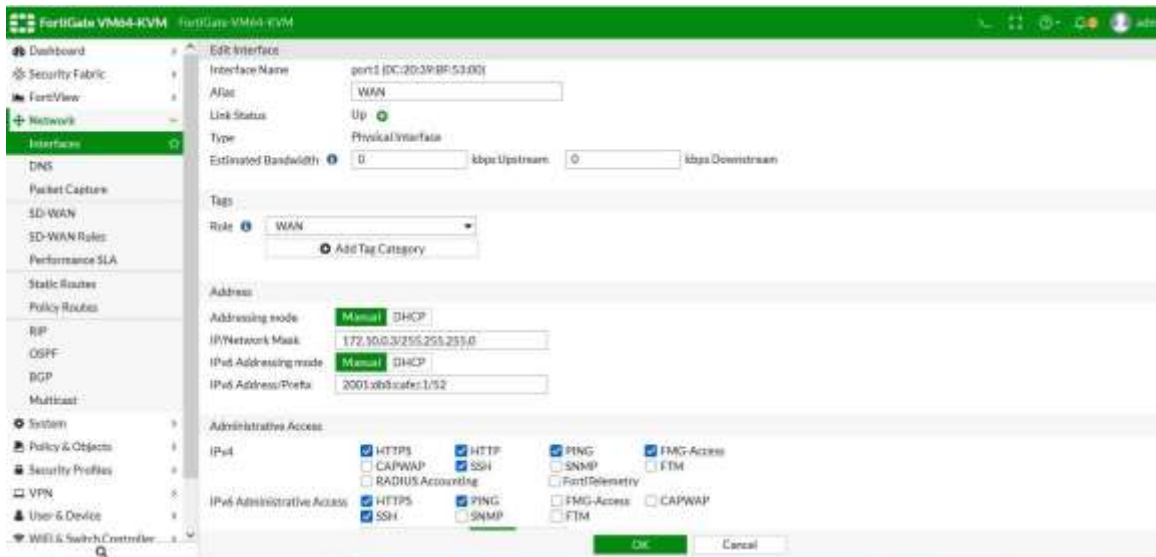 FortiGate VM64-KVM FortiGate-VM64-KVM
Dashboard
Security Fabric
FortiView
Network
Interfaces
DNS
Packet Capture
SD-WAN
SD-WAN Rules
Performance SLA
Static Routes
Policy Routes
RIP
OSPF
BGP
Multicast
System
Policy & Objects
Security Profiles
VPN
User & Device
WiFi & Switch Controller
Edit Interface
Interface Name port1
Alias WAN
Link Status Up
Type Physical Interface
Estimated Bandwidth 0 kbps Upstream 0 kbps Downstream
Tags
Role WAN
Add Tag Category
Address
Addressing mode Manual DHCP
IP/Network Mask 172.10.0.3/255.255.255.0
IPv6 Addressing mode Manual DHCP
IPv6 Address/Prefix
Administrative Access
IPv4 HTTPS HTTP PING FMG-Access
CAPWAP SSH SNMP FTM
RADIUS Accounting FortiTelemetry
IPv6 Administrative Access HTTPS PING FMG-Access CAPWAP
SSH SNMP FTM
OK Cancel